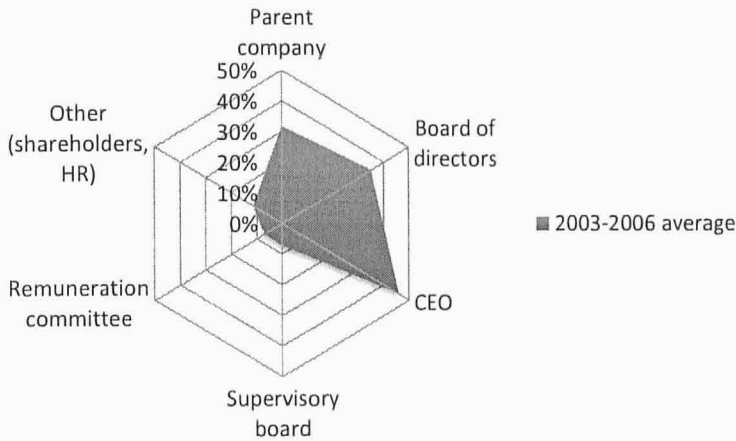 Parent
company
50%
40%
30%
20%
10%
0%
Board of
directors
CEO
Supervisory
board
Remuneration
committee
Other
(shareholders,
HR)
2003-2006 average